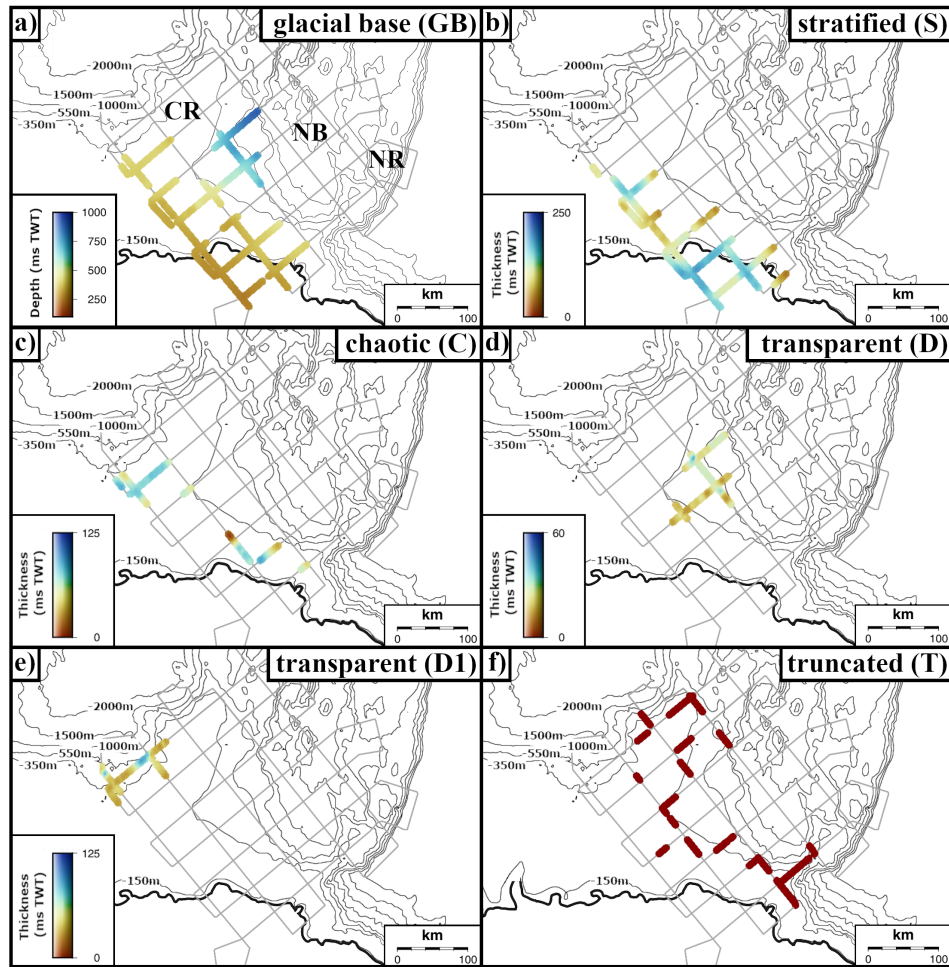 a)
glacial base (GB)
2000m
1500m
550m
1000m
350m
CR
NB
NR
150m
Depth (ms TWT)
1000
750
500
250
km
0 100
b)
stratified (S)
2000m
1500m
550m
1000m
350m
150m
Thickness
(ms TWT)
250
0
km
0 100
c)
chaotic (C)
2000m
1500m
550m
1000m
350m
150m
Thickness
(ms TWT)
125
0
km
0 100
d)
transparent (D)
2000m
1500m
550m
1000m
350m
150m
Thickness
(ms TWT)
60
0
km
0 100
e)
transparent (D1)
2000m
1500m
550m
1000m
350m
150m
Thickness
(ms TWT)
125
0
km
0 100
f)
truncated (T)
2000m
1500m
550m
1000m
350m
150m
km
0 100